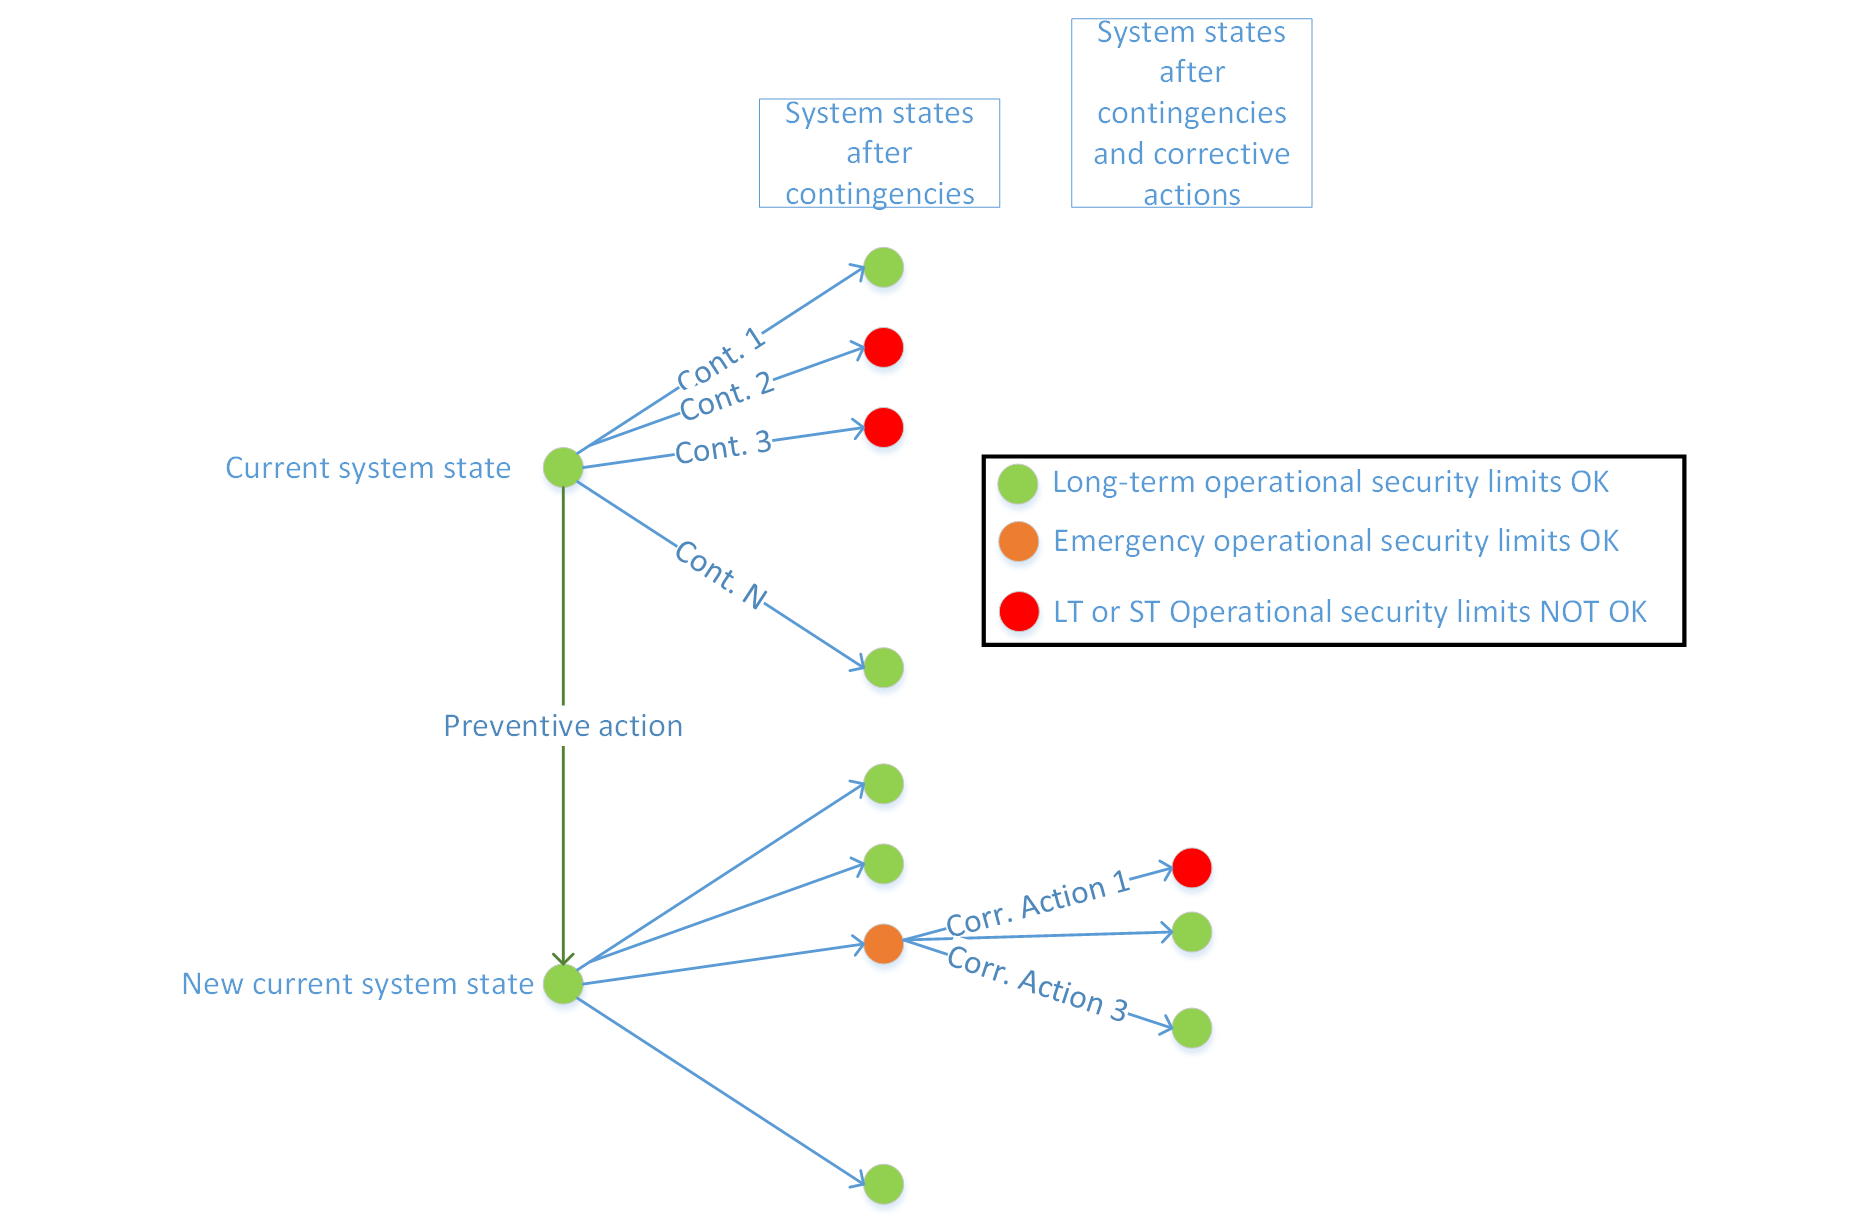 System states
after
contingencies
System states
after
contingencies
and corrective
actions
Cont. 1
Cont. 2
Cont. 3
Current system state
Cont. N
Long-term operational security limits OK
Emergency operational security limits OK
LT or ST Operational security limits NOT OK
Preventive action
New current system state
Corr. Action 1
Corr. Action 3